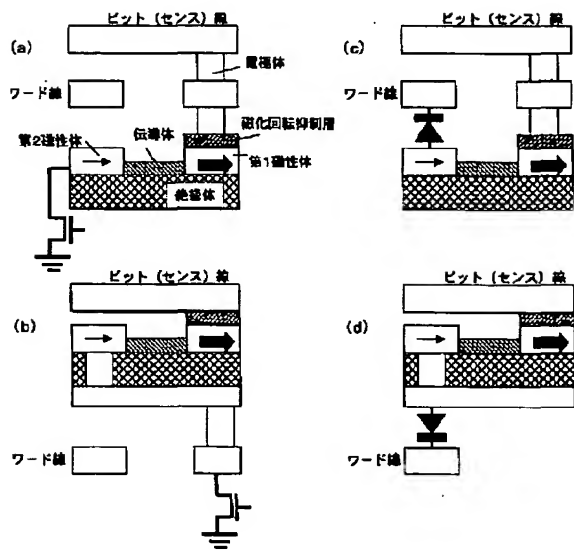 (a)
ビット（センス）線
電極体
ワード線
磁化回転抑制層
第2磁性体
伝導体
第1磁性体
絶縁体
(c)
ビット（センス）線
ワード線
(b)
ビット（センス）線
ワード線
(d)
ビット（センス）線
ワード線